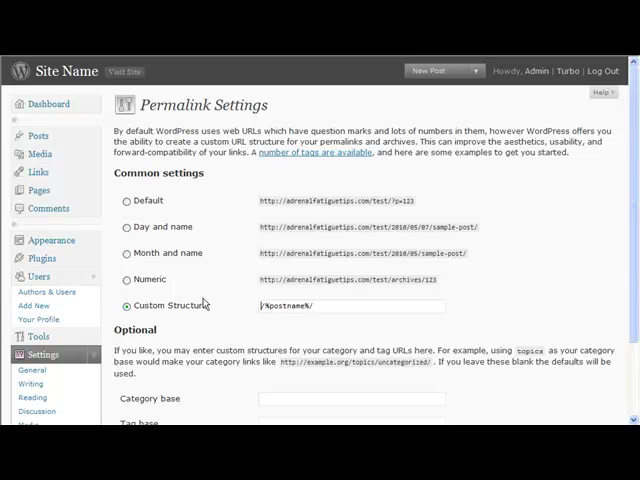 Site Name Visit Site New Post Howdy, Admin | Turbo | Log Out
Help
Dashboard
Posts
Media
Links
Pages
Comments
Appearance
Plugins
Users
Authors & Users
Add New
Your Profile
Tools
Settings
General
Writing
Reading
Discussion
Permalink Settings
By default WordPress uses web URLs which have question marks and lots of numbers in them, however WordPress offers you
the ability to create a custom URL structure for your permalinks and archives. This can improve the aesthetics, usability, and
forward-compatibility of your links. A number of tags are available, and here are some examples to get you started.
Common settings
Default http://adrenalfatiguetips.com/test/?p=123
Day and name http://adrenalfatiguetips.com/test/2010/05/07/sample-post/
Month and name http://adrenalfatiguetips.com/test/2010/05/sample-post/
Numeric http://adrenalfatiguetips.com/test/archives/123
Custom Structure /%postname%/
Optional
If you like, you may enter custom structures for your category and tag URLs here. For example, using topics as your category
base would make your category links like http://example.org/topics/uncategorized/ . If you leave these blank the defaults will be
used.
Category base
Tag base